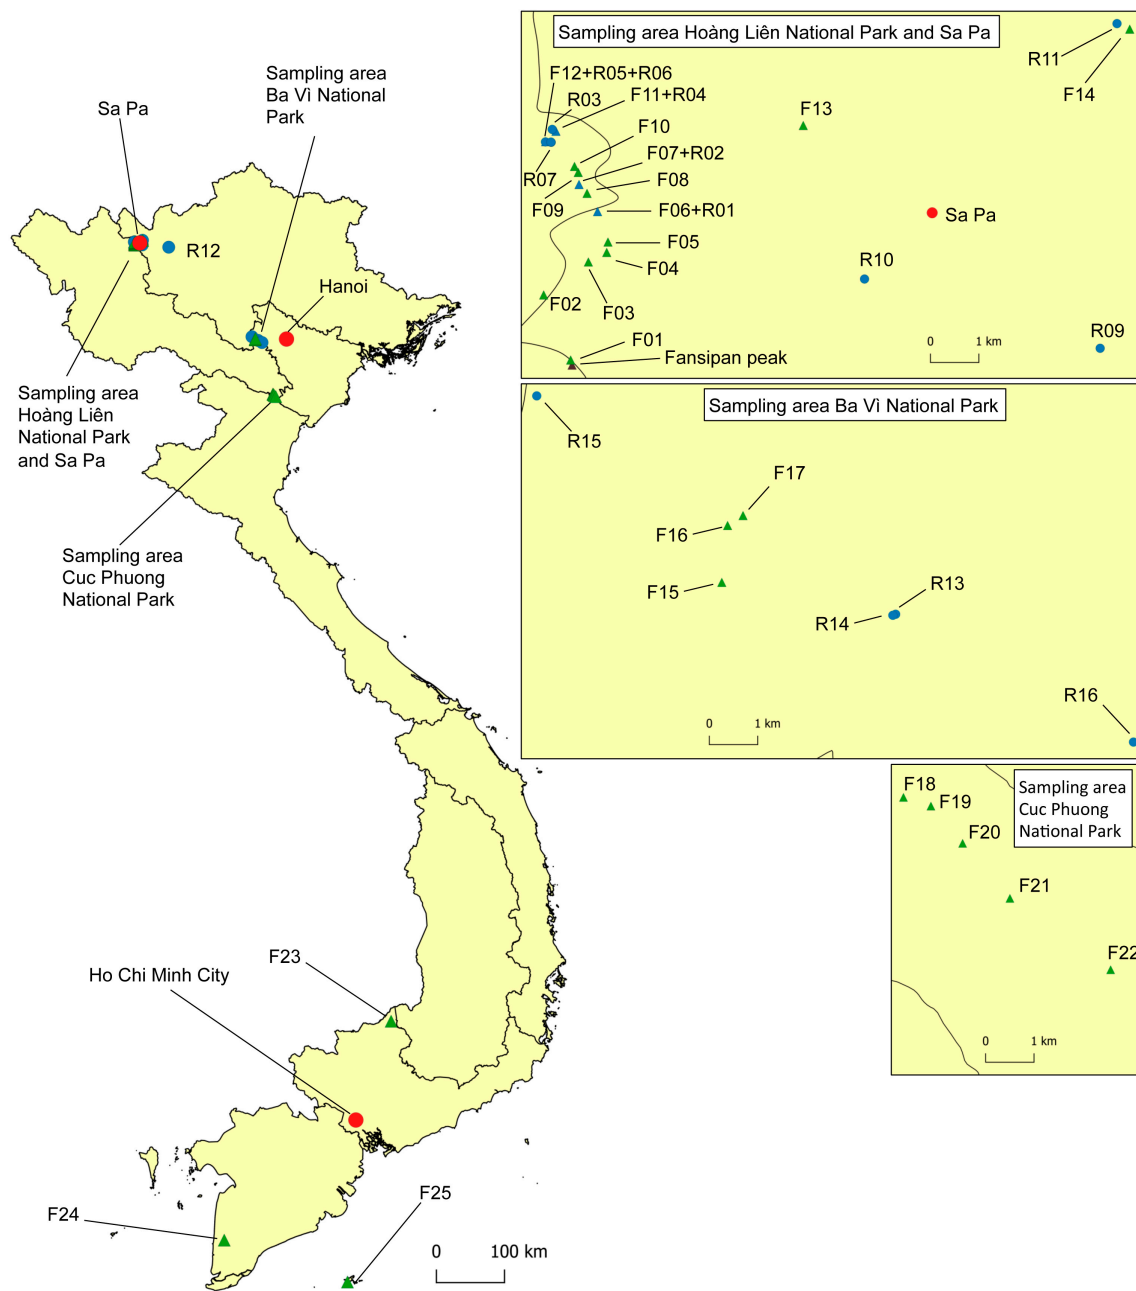 Sampling area
Ba Vì National
Park
Sa Pa
R12
Hanoi
Sampling area
Hoàng Liên
National Park
and Sa Pa
Sampling area
Cuc Phuong
National Park
F23
Ho Chi Minh City
F24
F25
0 100 km
Sampling area Hoàng Liên National Park and Sa Pa
R11
F14
F12+R05+R06
R03
F11+R04
F13
F10
F07+R02
R07
F08
F09
F06+R01
Sa Pa
F05
F04
R10
F02
F03
F01
Fansipan peak
R09
0 1 km
Sampling area Ba Vì National Park
R15
F17
F16
F15
R13
R14
R16
0 1 km
Sampling area
Cuc Phuong
National Park
F18
F19
F20
F21
F22
0 1 km